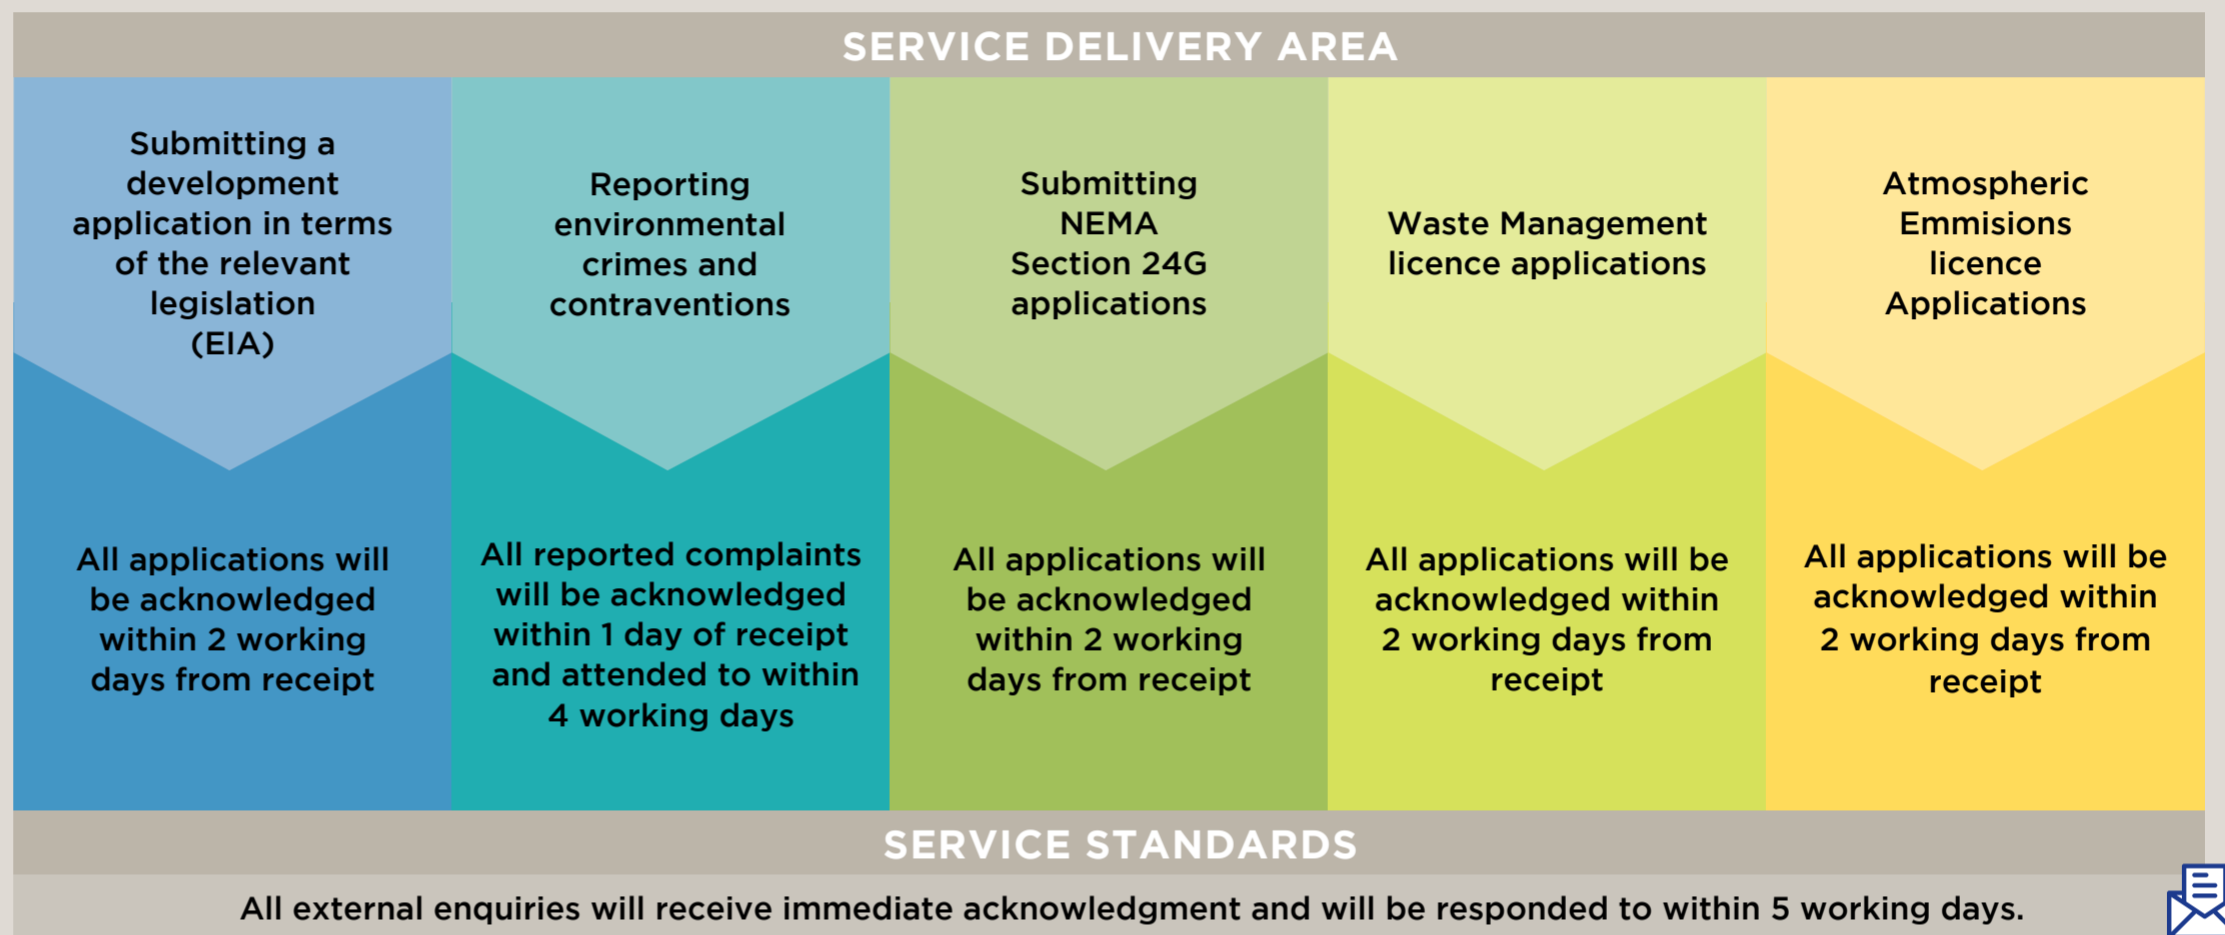 SERVICE DELIVERY AREA
Submitting a
development
application in terms
of the relevant
legislation
(EIA)
Reporting
environmental
crimes and
contraventions
Submitting
NEMA
Section 24G
applications
Waste Management
licence applications
Atmospheric
Emmisions
licence
Applications
All applications will
be acknowledged
within 2 working
days from receipt
All reported complaints
will be acknowledged
within 1 day of receipt
and attended to within
4 working days
All applications will
be acknowledged
within 2 working
days from receipt
All applications will be
acknowledged within
2 working days from
receipt
All applications will be
acknowledged within
2 working days from
receipt
SERVICE STANDARDS
All external enquiries will receive immediate acknowledgment and will be responded to within 5 working days.